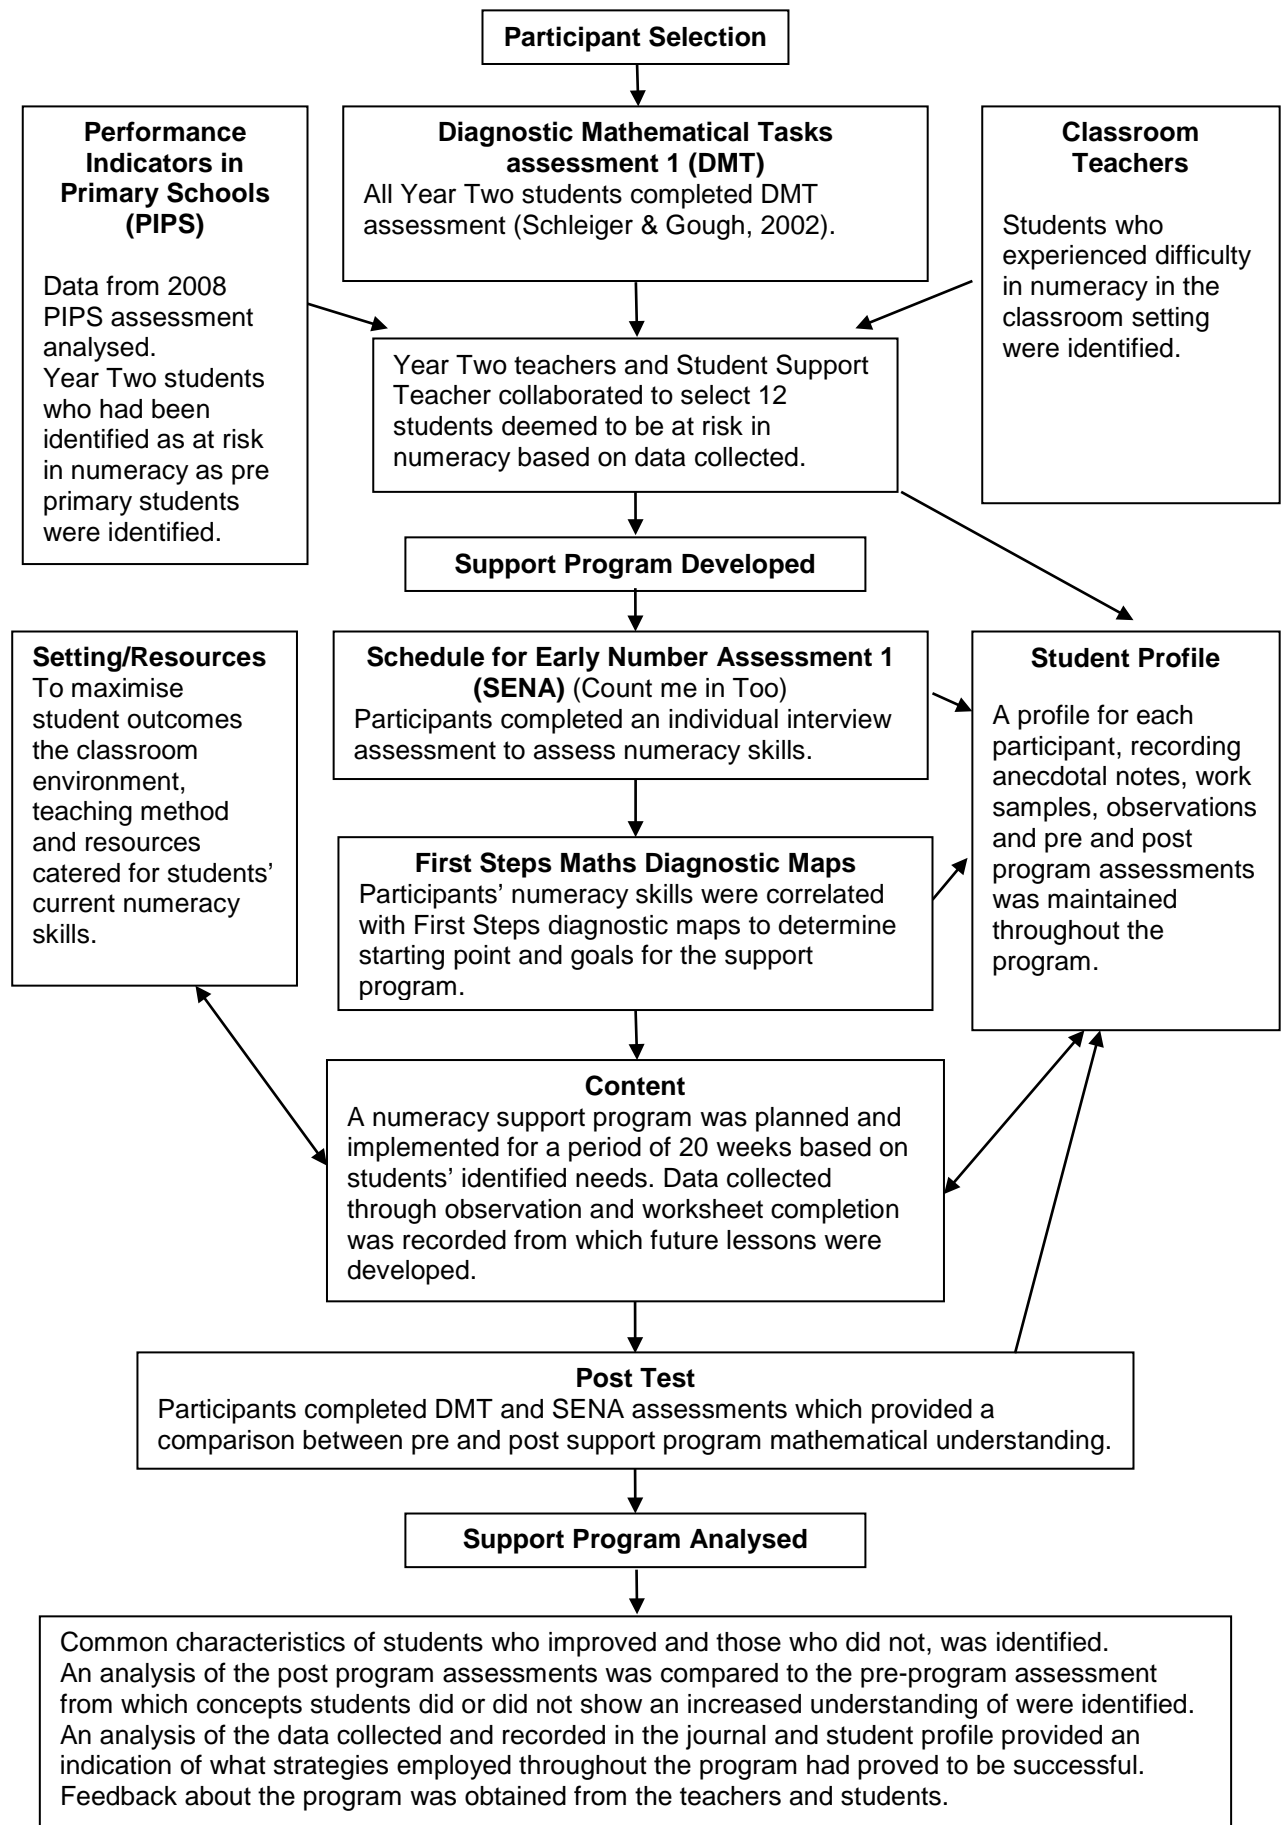 Participant Selection
Performance
Indicators in
Primary Schools
(PIPS)
Data from 2008
PIPS assessment
analysed.
Year Two students
who had been
identified as at risk
in numeracy as pre
primary students
were identified.
Diagnostic Mathematical Tasks
assessment 1 (DMT)
All Year Two students completed DMT
assessment (Schleiger & Gough, 2002).
Classroom
Teachers
Students who
experienced difficulty
in numeracy in the
classroom setting
were identified.
Year Two teachers and Student Support
Teacher collaborated to select 12
students deemed to be at risk in
numeracy based on data collected.
Support Program Developed
Setting/Resources
To maximise
student outcomes
the classroom
environment,
teaching method
and resources
catered for students’
current numeracy
skills.
Schedule for Early Number Assessment 1
(SENA) (Count me in Too)
Participants completed an individual interview
assessment to assess numeracy skills.
Student Profile
A profile for each
participant, recording
anecdotal notes, work
samples, observations
and pre and post
program assessments
was maintained
throughout the
program.
First Steps Maths Diagnostic Maps
Participants’ numeracy skills were correlated
with First Steps diagnostic maps to determine
starting point and goals for the support
program.
Content
A numeracy support program was planned and
implemented for a period of 20 weeks based on
students’ identified needs. Data collected
through observation and worksheet completion
was recorded from which future lessons were
developed.
Post Test
Participants completed DMT and SENA assessments which provided a
comparison between pre and post support program mathematical understanding.
Support Program Analysed
Common characteristics of students who improved and those who did not, was identified.
An analysis of the post program assessments was compared to the pre-program assessment
from which concepts students did or did not show an increased understanding of were identified.
An analysis of the data collected and recorded in the journal and student profile provided an
indication of what strategies employed throughout the program had proved to be successful.
Feedback about the program was obtained from the teachers and students.